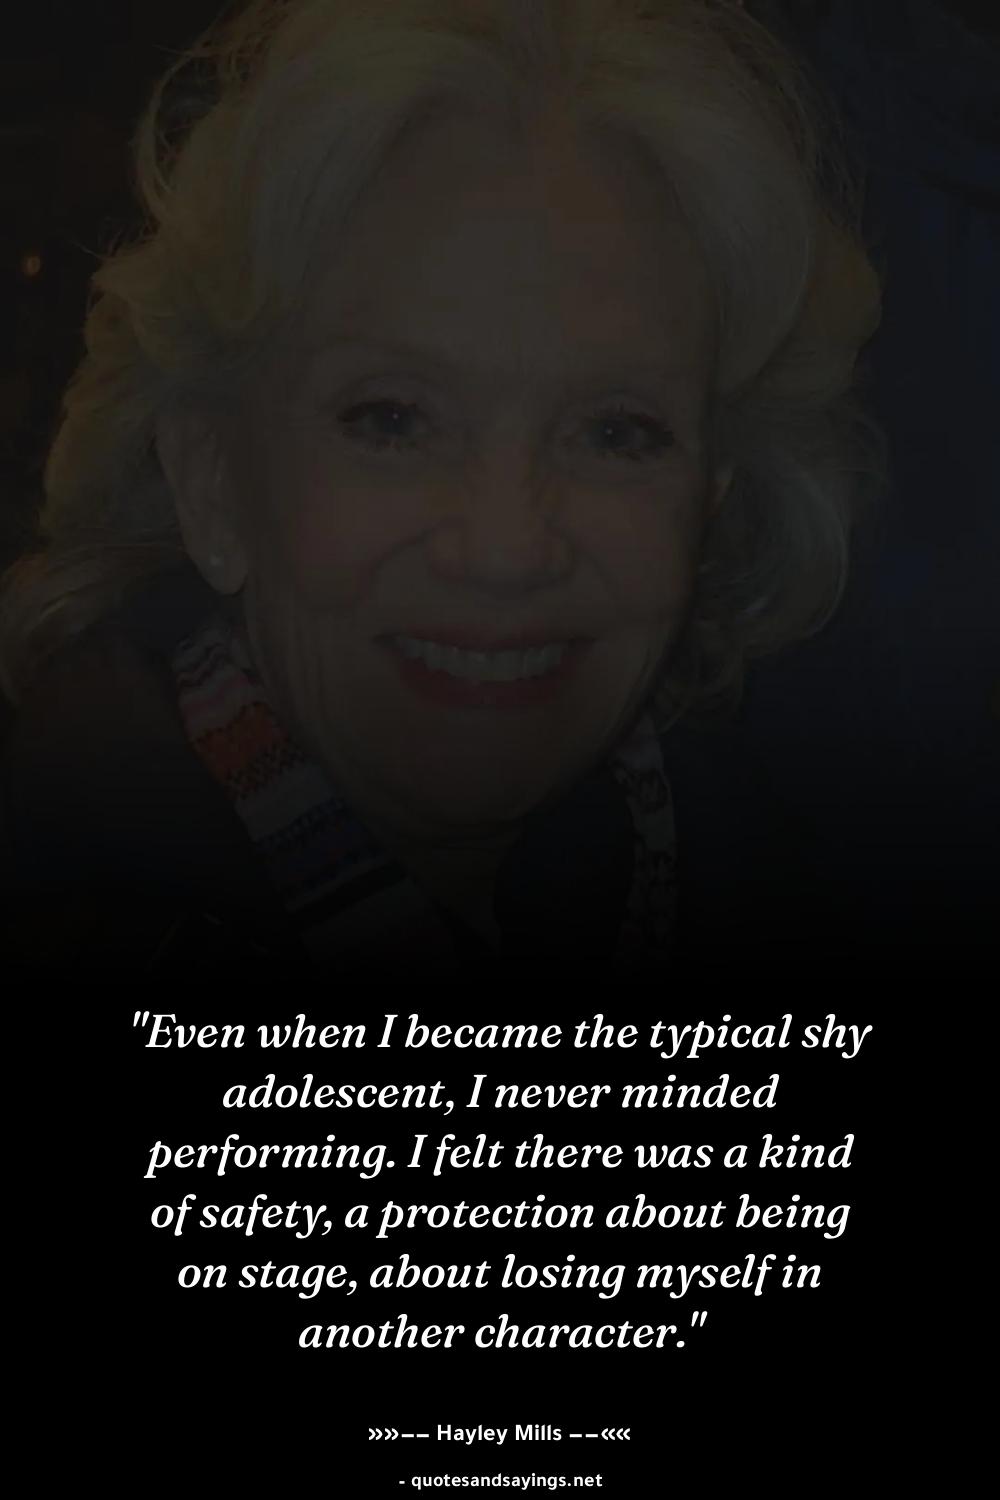 "Even when I became the typical shy
adolescent, I never minded
performing. I felt there was a kind
of safety, a protection about being
on stage, about losing myself in
another character."
»»−− Hayley Mills −−««
- quotesandsayings.net